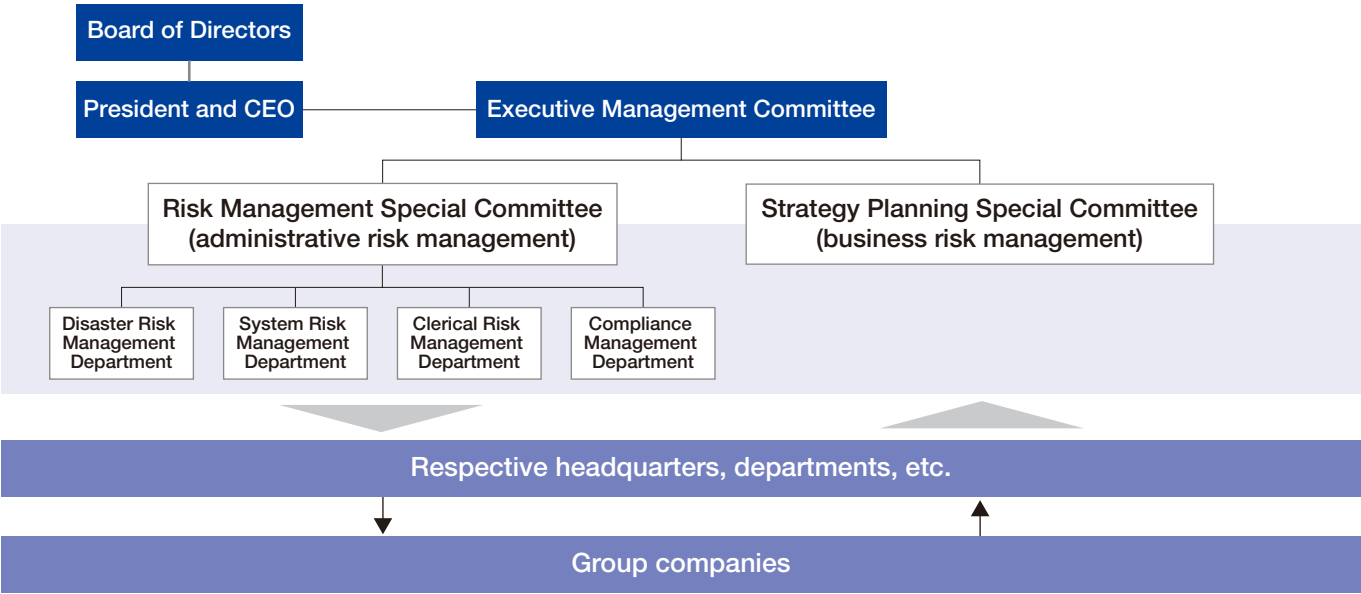 Board of Directors
President and CEO
Executive Management Committee
Risk Management Special Committee
(administrative risk management)
Strategy Planning Special Committee
(business risk management)
Disaster Risk
Management
Department
System Risk
Management
Department
Clerical Risk
Management
Department
Compliance
Management
Department
Respective headquarters, departments, etc.
Group companies